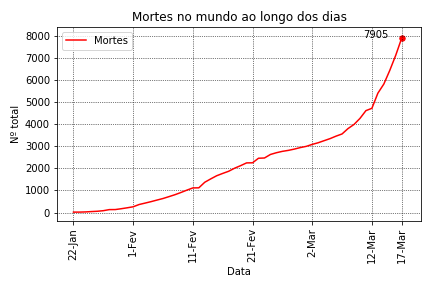 Mortes no mundo ao longo dos dias
8000
7000
6000
5000
4000
3000
2000
1000
0
Nº total
Mortes
7905
22-Jan
1-Fev
11-Fev
21-Fev
2-Mar
12-Mar
17-Mar
Data